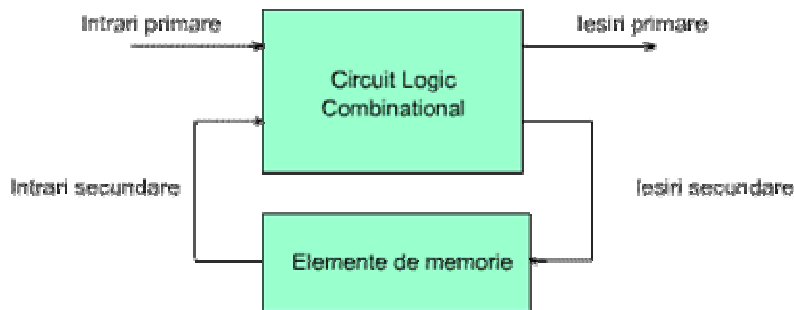 Intrari primare
Iesiri primare
Circuit Logic
Combinational
Intrari secundare
Iesiri secundare
Elemente de memorie